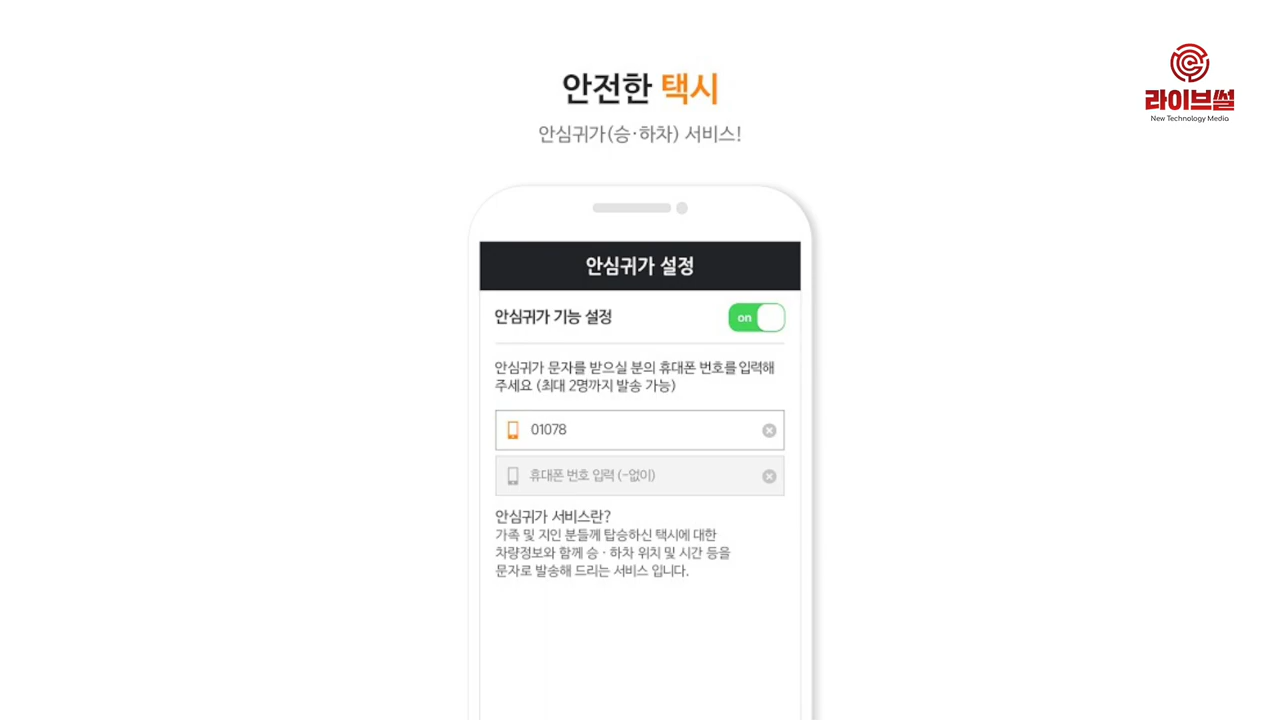 안전한 택시
안심귀가(승·하차) 서비스!
라이브썰
New Technology Media
안심귀가 설정
안심귀가 기능 설정
on
안심귀가 문자를 받으실 분의 휴대폰 번호를 입력해
주세요 (최대 2명까지 발송 가능)
01078
휴대폰 번호 입력 (-없이)
안심귀가 서비스란?
가족 및 지인 분들께 탑승하신 택시에 대한
차량정보와 함께 승 · 하차 위치 및 시간 등을
문자로 발송해 드리는 서비스 입니다.